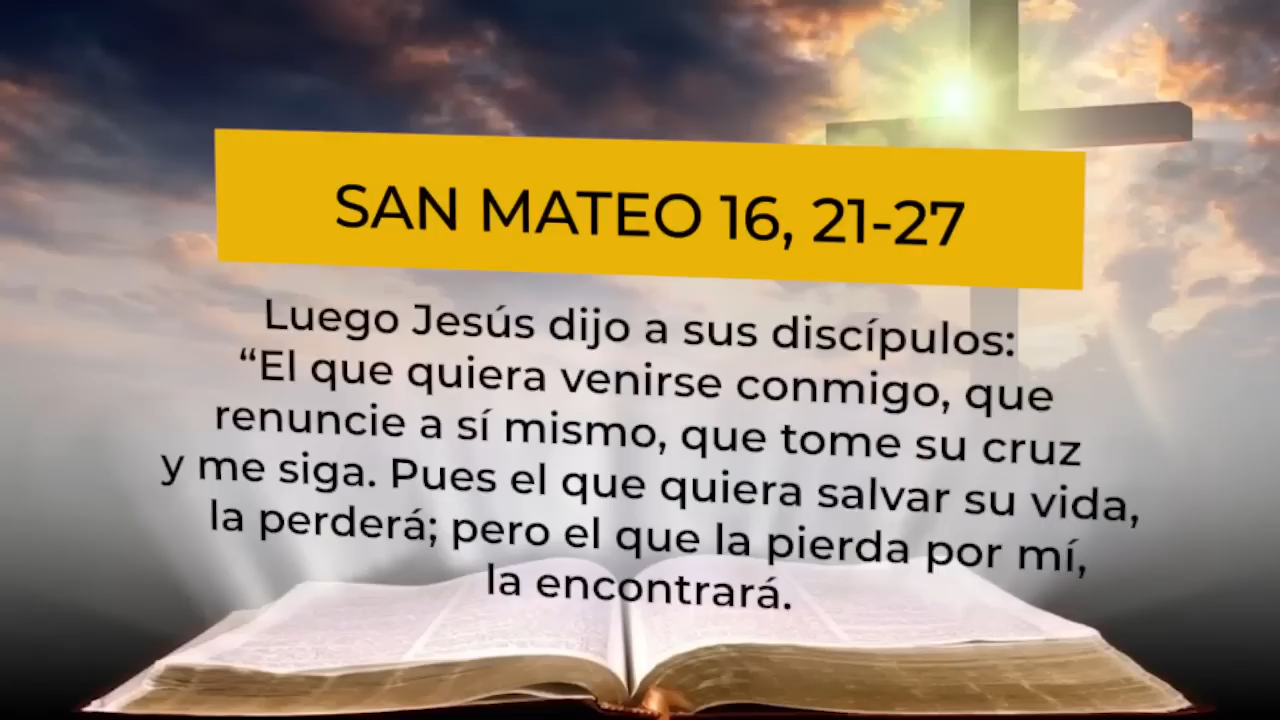 SAN MATEO 16, 21-27
Luego Jesús dijo a sus discípulos:
“El que quiera venirse conmigo, que
renuncie a sí mismo, que tome su cruz
y me siga. Pues el que quiera salvar su vida,
la perderá; pero el que la pierda por mí,
la encontrará.